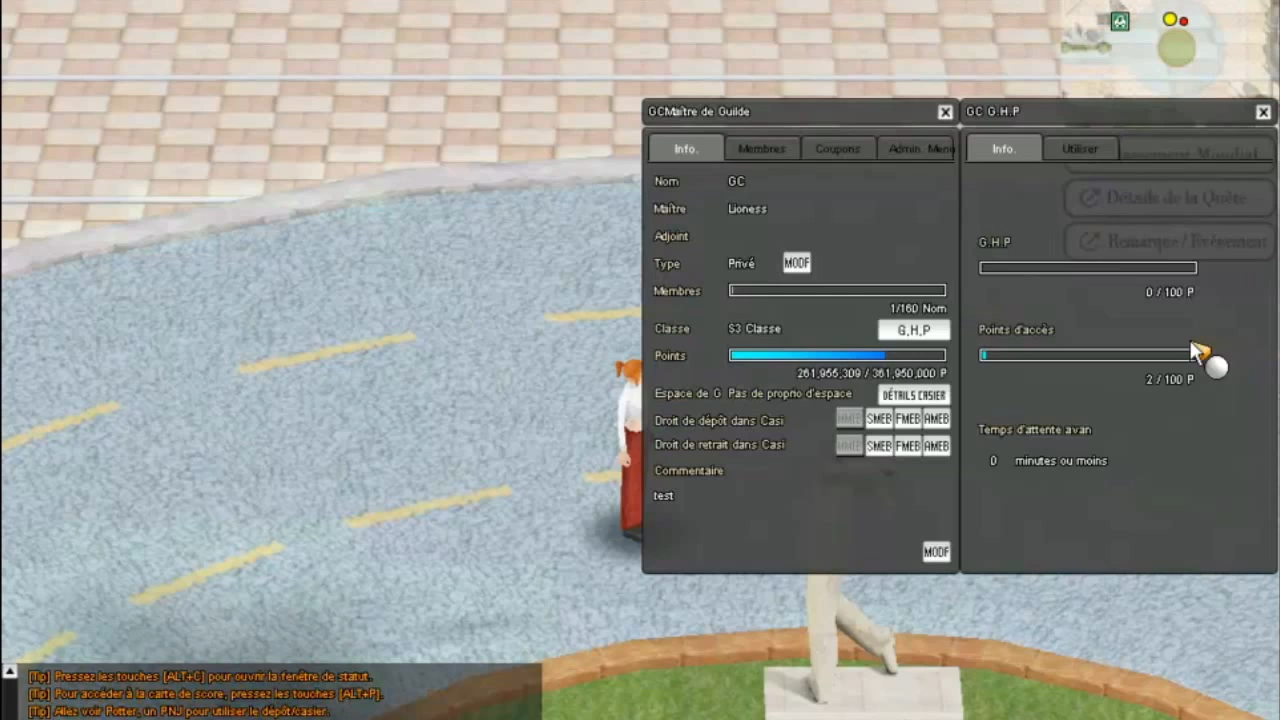 GCMaître de Guilde
GC G.H.P
Info.
Membres
Coupons
Admin. Menu
Info.
Utiliser
Mondial
Détails de la Quête
Remarque / Evénement
Nom GC
Maître Lioness
Adjoint
Type Privé MODF
Membres
1/160 Nom
Classe S3 Classe G.H.P
Points
261,955,309 / 361,950,000 P
Espace de G Pas de proprio d'espace DÉTAILS CASIER
Droit de dépôt dans Casi SMEB FMEB AMEB
Droit de retrait dans Casi SMEB FMEB AMEB
Commentaire
test
MODF
G.H.P
0 / 100 P
Points d'accès
2 / 100 P
Temps d'attente avan
0 minutes ou moins
[Tip] Pressez les touches [ALT+C] pour ouvrir la fenêtre de statut.
[Tip] Pour accéder à la carte de score, pressez les touches [ALT+P].
[Tip] Allez voir Potter, un PNJ pour utiliser le dépôt/casier.